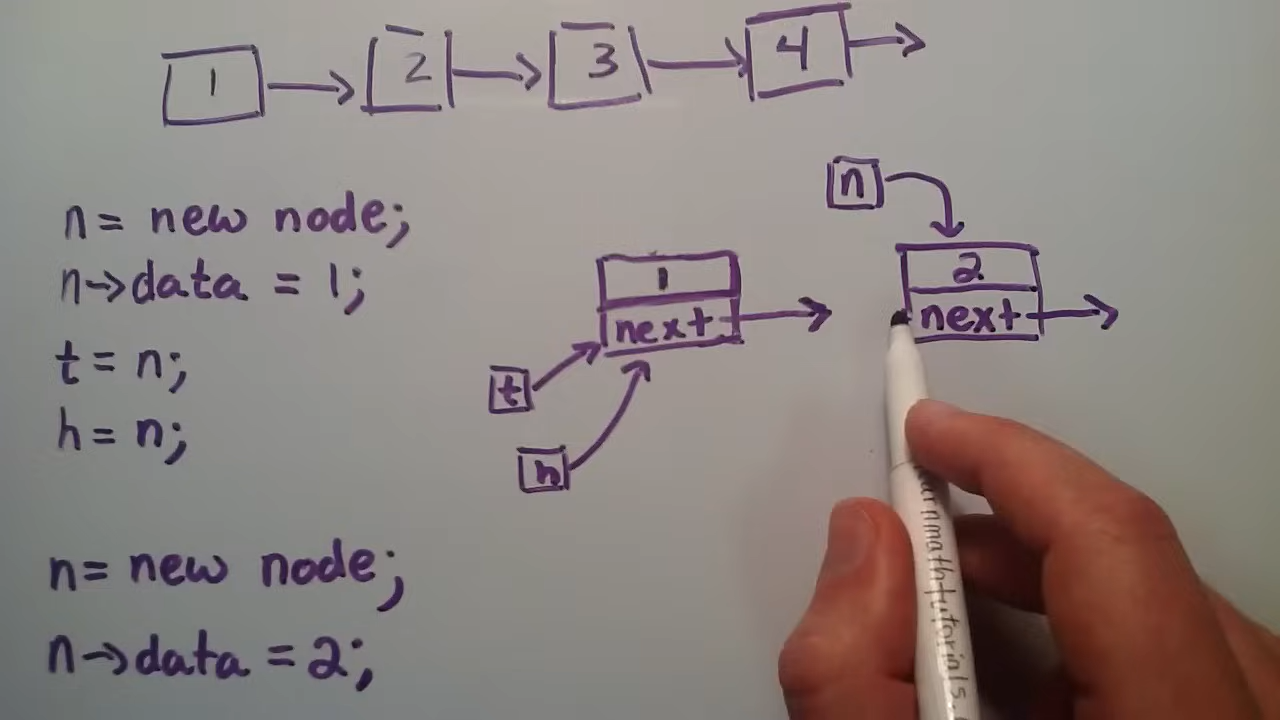 1 2 3 4
n
n = new node;
n→data = 1;
t = n;
h = n;
1
next
2
next
t
h
n = new node;
n→data = 2;